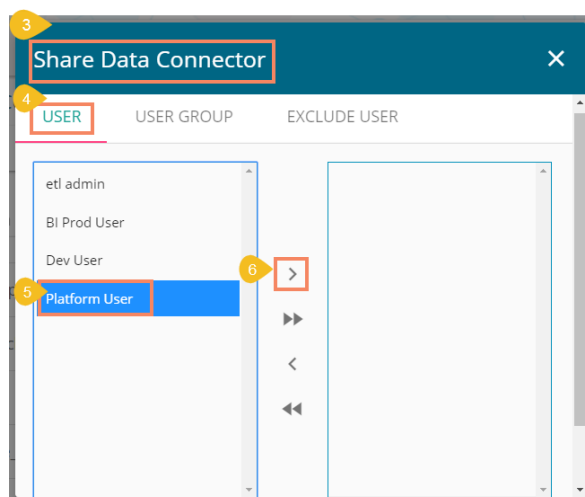 3
Share Data Connector
4
USER USER GROUP EXCLUDE USER
etl admin
BI Prod User
Dev User
6
5
Platform User